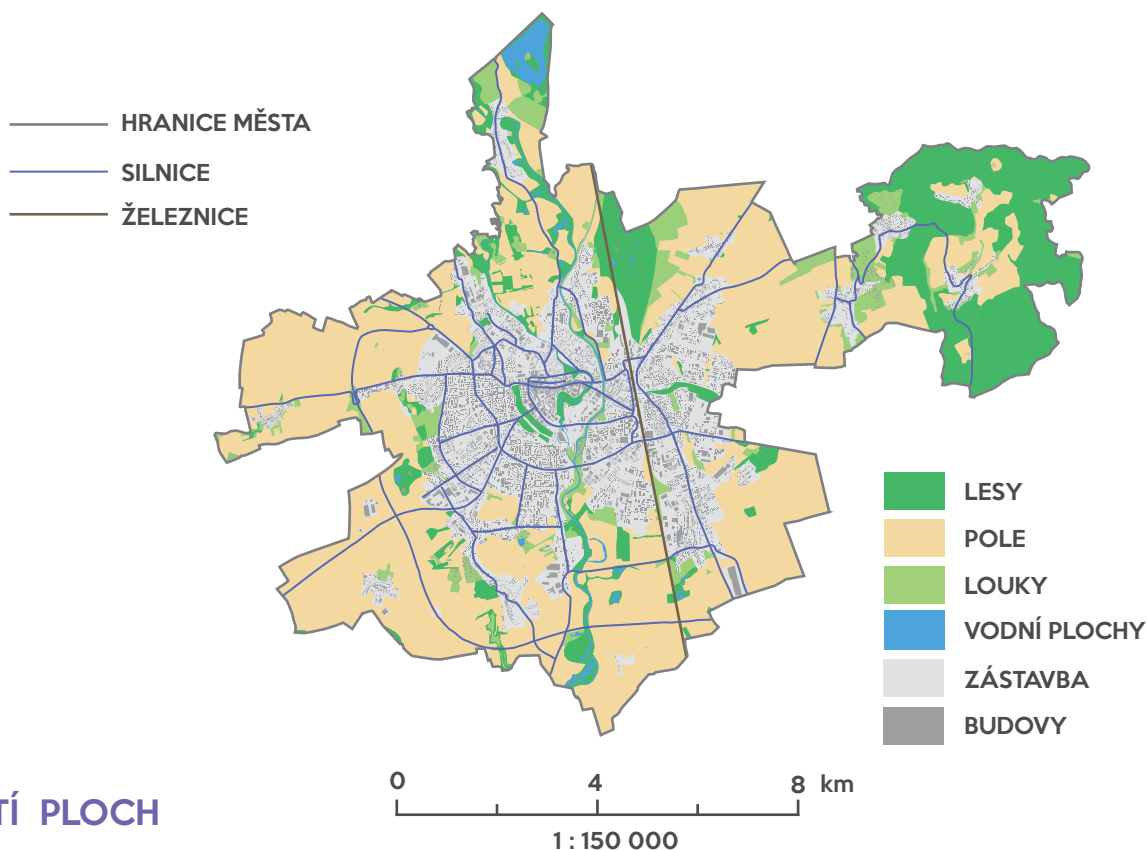 HRANICE MĚSTA
SILNICE
ŽELEZNICE
LESY
POLE
LOUKY
VODNÍ PLOCHY
ZÁSTAVBA
BUDOVY
0 4 8 km
1 : 150 000
TÍ PLOCH